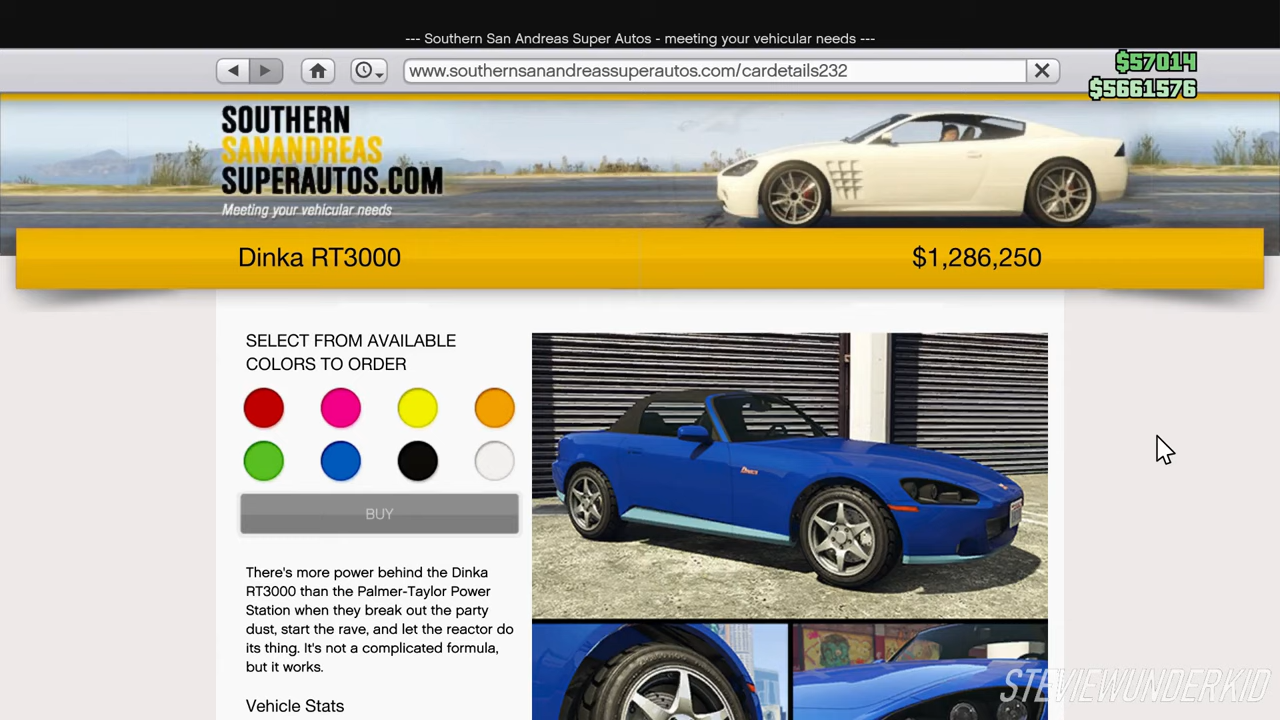 --- Southern San Andreas Super Autos - meeting your vehicular needs ---
www.southernsanandreassuperautos.com/cardetails232
$57014
$5661576
SOUTHERN
SANANDREAS
SUPERAUTOS.COM
Meeting your vehicular needs
Dinka RT3000
$1,286,250
SELECT FROM AVAILABLE
COLORS TO ORDER
BUY
There's more power behind the Dinka
RT3000 than the Palmer-Taylor Power
Station when they break out the party
dust, start the rave, and let the reactor do
its thing. It's not a complicated formula,
but it works.
Vehicle Stats
STEVIEWUNDERKID